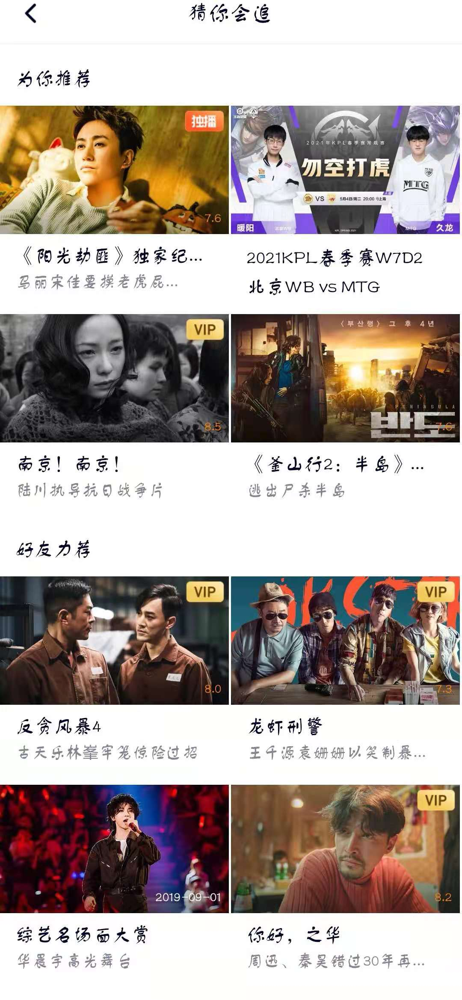 猜你会追
为你推荐
独播
7.6
王者荣耀
2021年KPL春季赛常规赛
勿空打虎
A组
VS 5月4日/周二 20:00 上海
MTG
暖阳 北京WB KPL SPRING 2021 MTG 久龙
《阳光劫匪》独家纪...
马丽宋佳要摸老虎屁...
2021KPL春季赛W7D2
北京WB vs MTG
VIP
8.5
〈부산행〉 그 후 4년
PENINSULA
반도
7.6
南京！南京！
陆川执导抗日战争片
《釜山行2：半岛》...
逃出尸杀半岛
好友力荐
VIP
8.0
VIP
7.3
反贪风暴4
古天乐林峯牢笼惊险过招
龙虾刑警
王千源袁姗姗以笑制暴...
2019-09-01
VIP
8.2
综艺名场面大赏
华晨宇高光舞台
你好，之华
周迅、秦昊错过30年再...